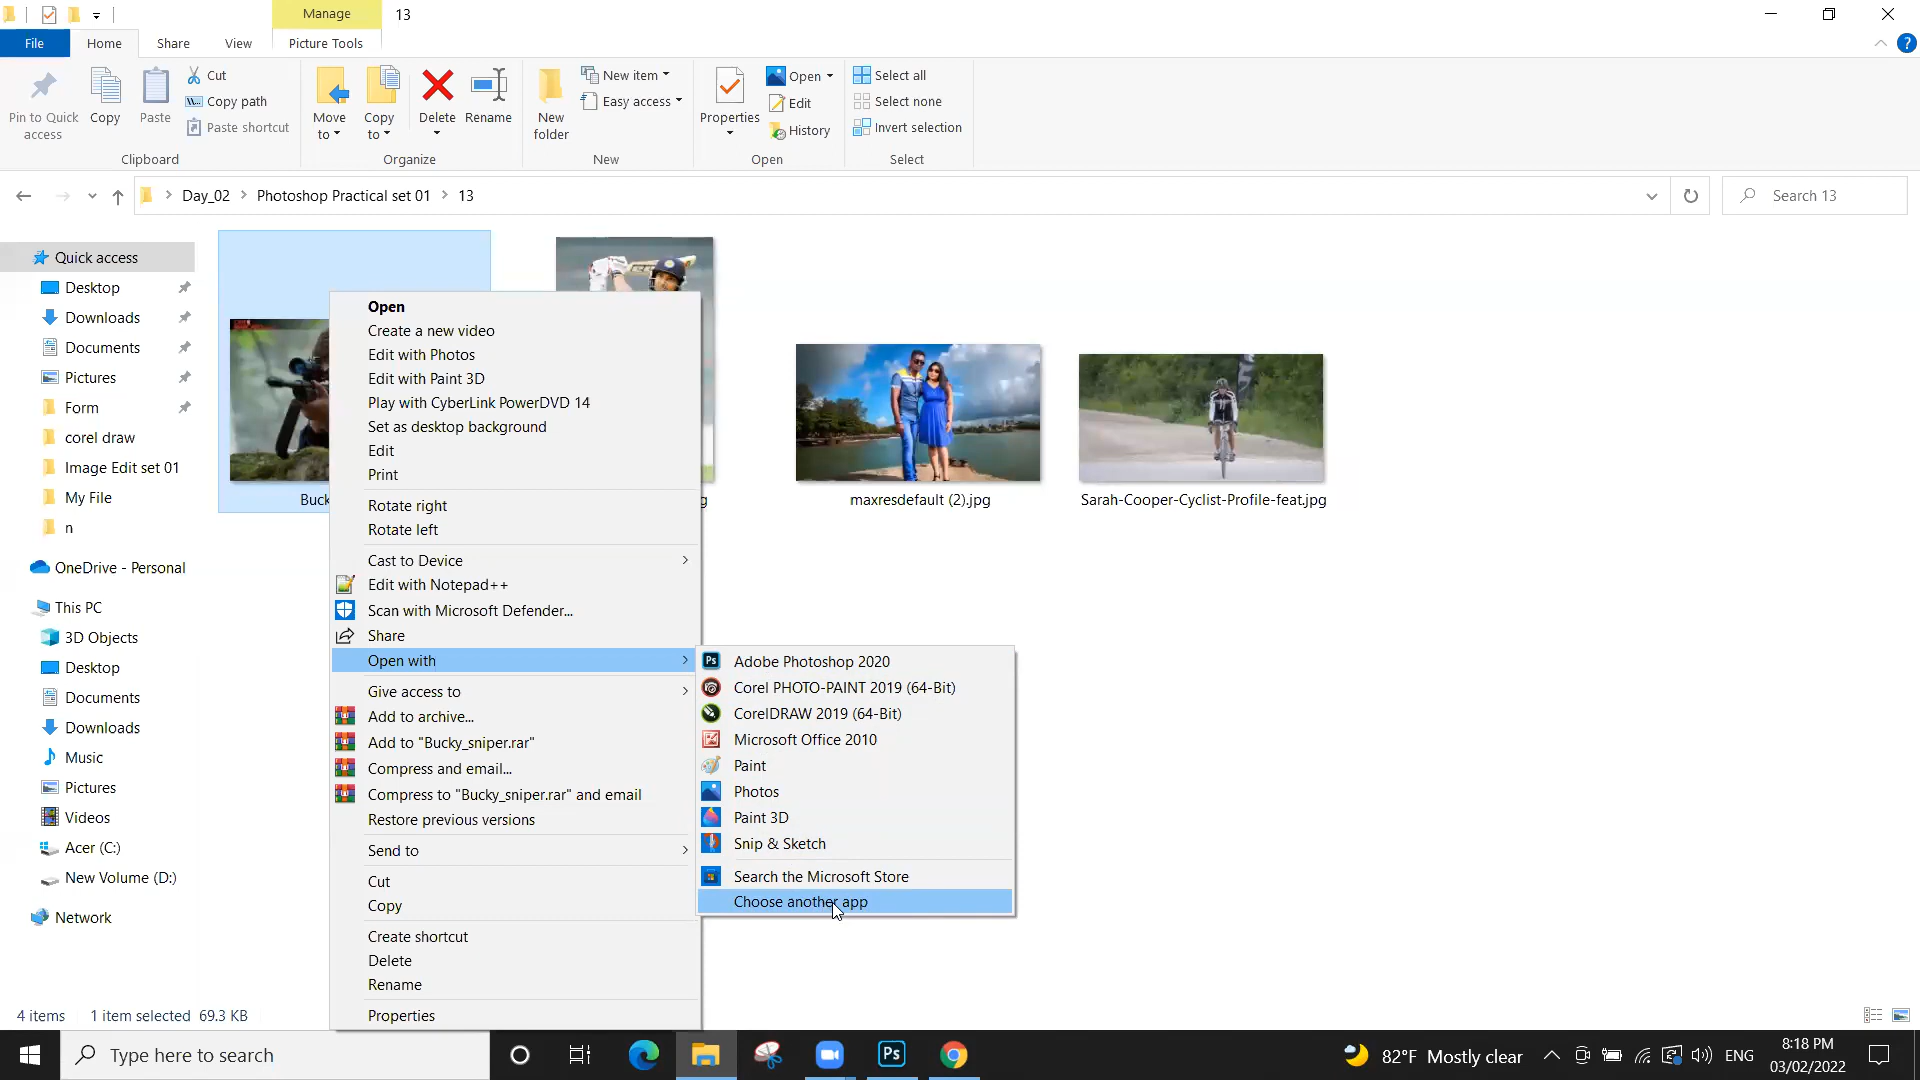 Manage
13
File
Home
Share
View
Picture Tools
Pin to Quick
access
Copy
Paste
Cut
Copy path
Paste shortcut
Clipboard
Move
to
Copy
to
Delete
Rename
Organize
New
folder
New item
Easy access
New
Properties
Open
Edit
History
Open
Select all
Select none
Invert selection
Select
Day_02
Photoshop Practical set 01
13
Search 13
Quick access
Desktop
Downloads
Documents
Pictures
Form
corel draw
Image Edit set 01
My File
n
OneDrive - Personal
This PC
3D Objects
Desktop
Documents
Downloads
Music
Pictures
Videos
Acer (C:)
New Volume (D:)
Network
Buck
g
maxresdefault (2).jpg
Sarah-Cooper-Cyclist-Profile-feat.jpg
Open
Create a new video
Edit with Photos
Edit with Paint 3D
Play with CyberLink PowerDVD 14
Set as desktop background
Edit
Print
Rotate right
Rotate left
Cast to Device
Edit with Notepad++
Scan with Microsoft Defender...
Share
Open with
Give access to
Add to archive...
Add to "Bucky_sniper.rar"
Compress and email...
Compress to "Bucky_sniper.rar" and email
Restore previous versions
Send to
Cut
Copy
Create shortcut
Delete
Rename
Properties
Adobe Photoshop 2020
Corel PHOTO-PAINT 2019 (64-Bit)
CorelDRAW 2019 (64-Bit)
Microsoft Office 2010
Paint
Photos
Paint 3D
Snip & Sketch
Search the Microsoft Store
Choose another app
4 items
1 item selected 69.3 KB
Type here to search
Ps
82°F Mostly clear
ENG
8:18 PM
03/02/2022